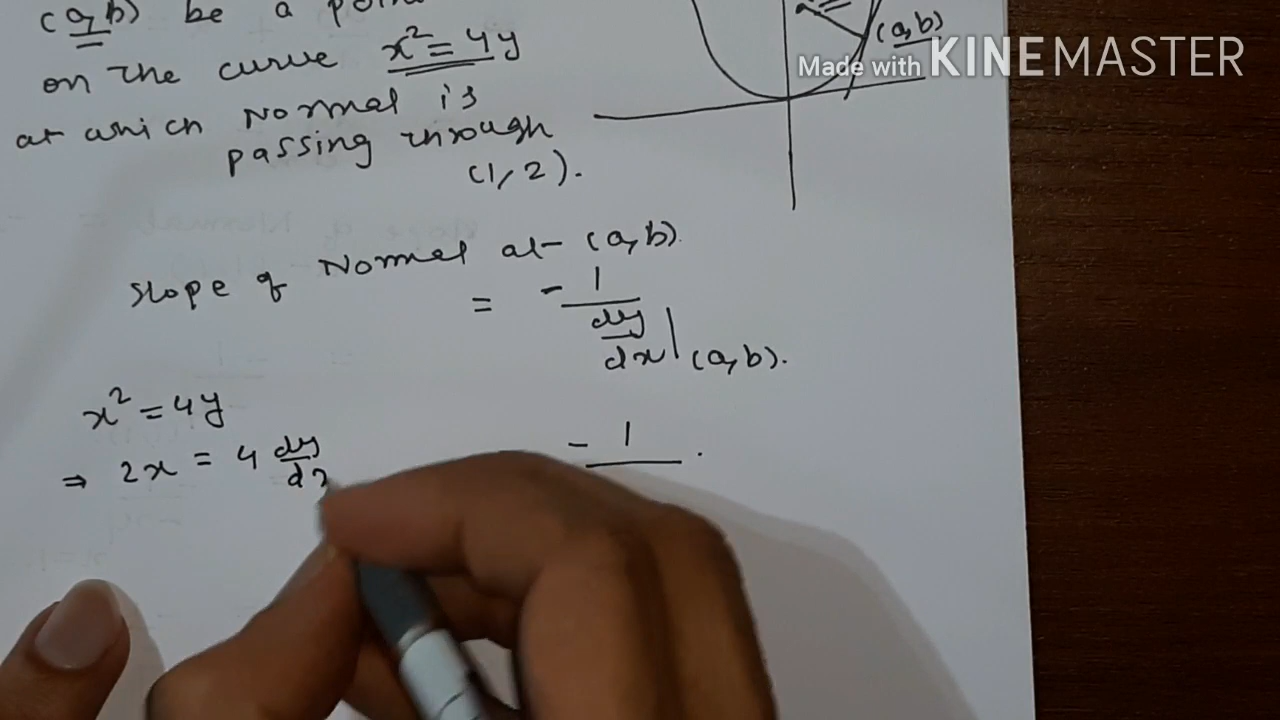 (a, b) be a point
on the curve x² = 4y
at which Normal is
passing through
(1, 2).
(a, b)
Made with KINEMASTER
slope of Normal at (a, b)
= - 1 / dy/dx | (a, b).
x² = 4y
⇒ 2x = 4 dy/dx
- 1 .